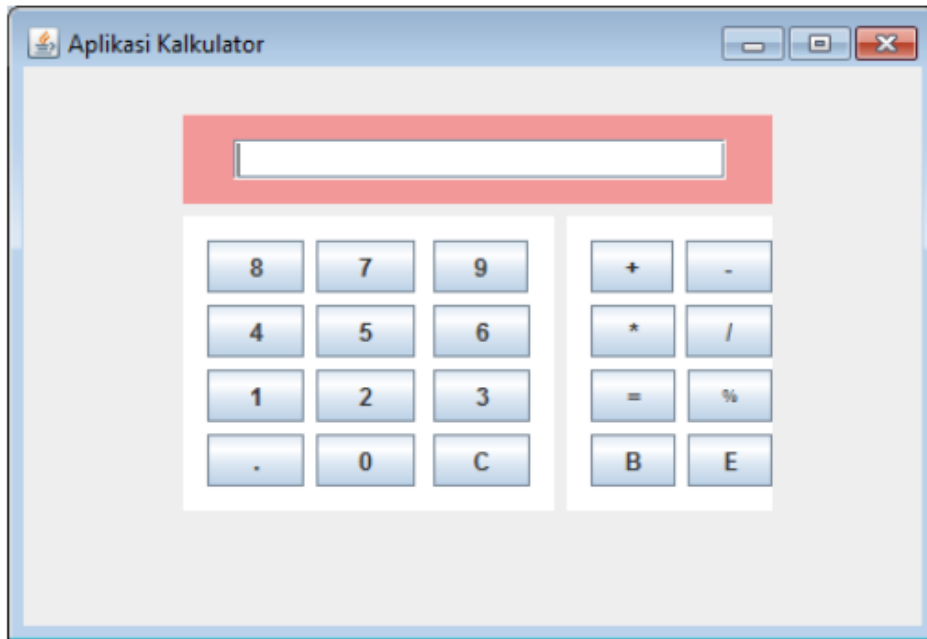 Aplikasi Kalkulator
8 7 9 + -
4 5 6 * /
1 2 3 = %
. 0 C B E